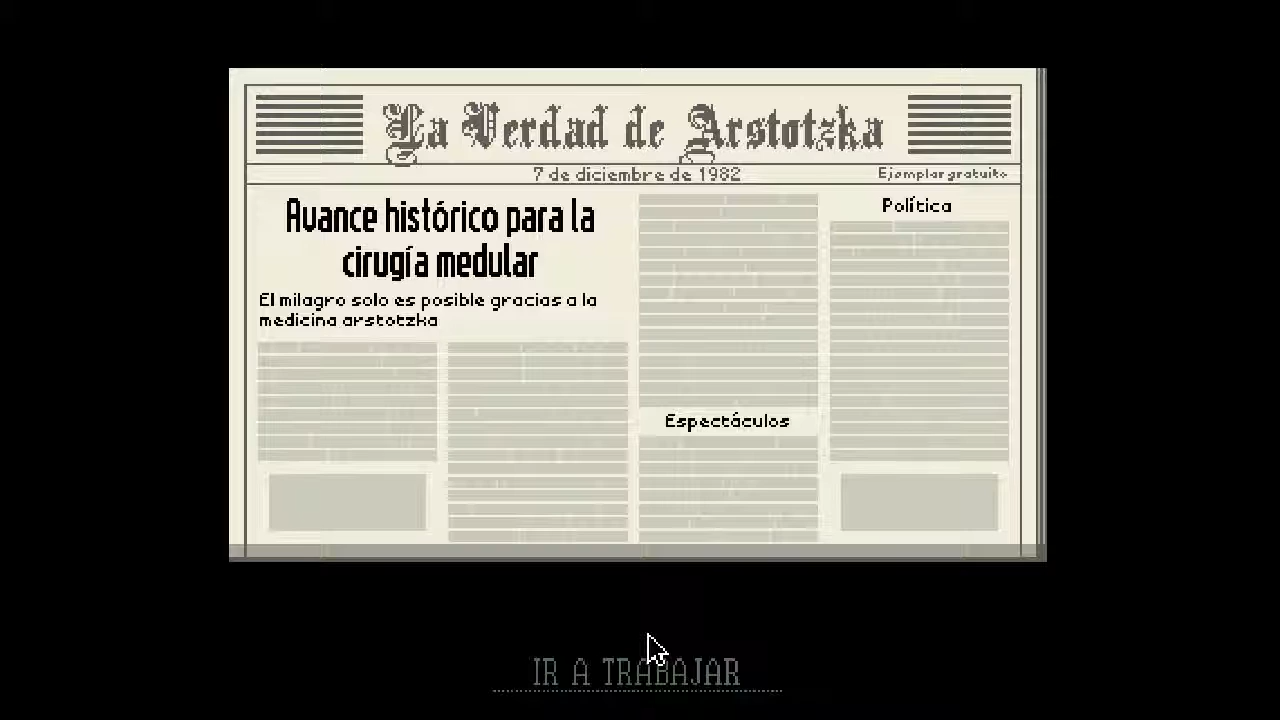 La Verdad de Arstotzka
7 de diciembre de 1982
Ejemplar gratuito
Avance histórico para la
cirugía medular
El milagro solo es posible gracias a la
medicina arstotzka
Espectáculos
Política
IR A TRABAJAR